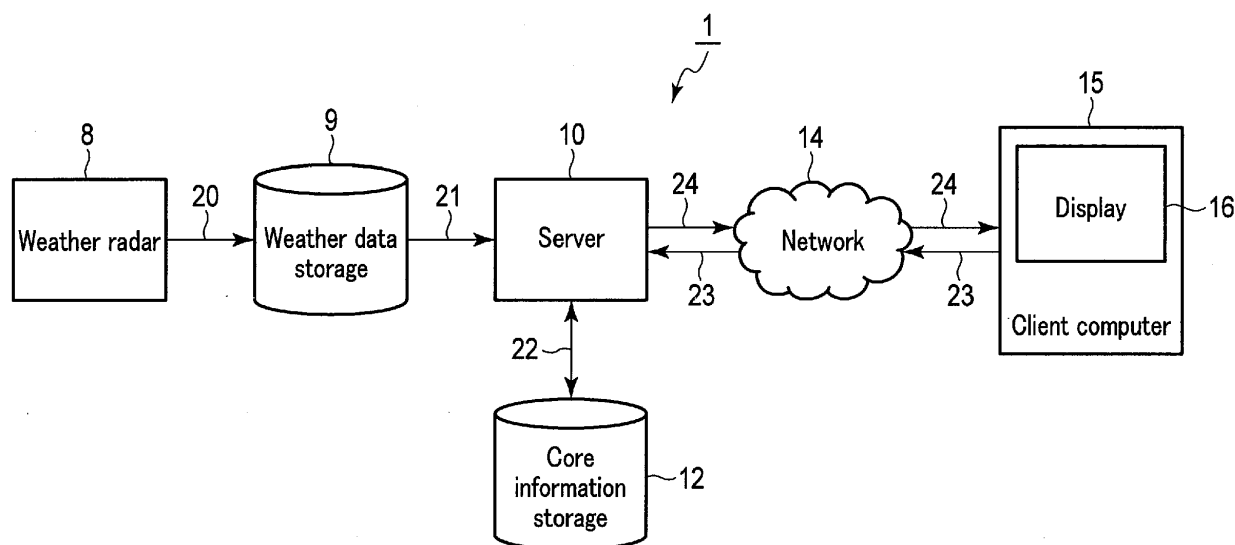 1
8
Weather radar
20
9
Weather data
storage
21
10
Server
24
23
14
Network
24
23
15
Display
16
Client computer
22
Core
information
storage
12